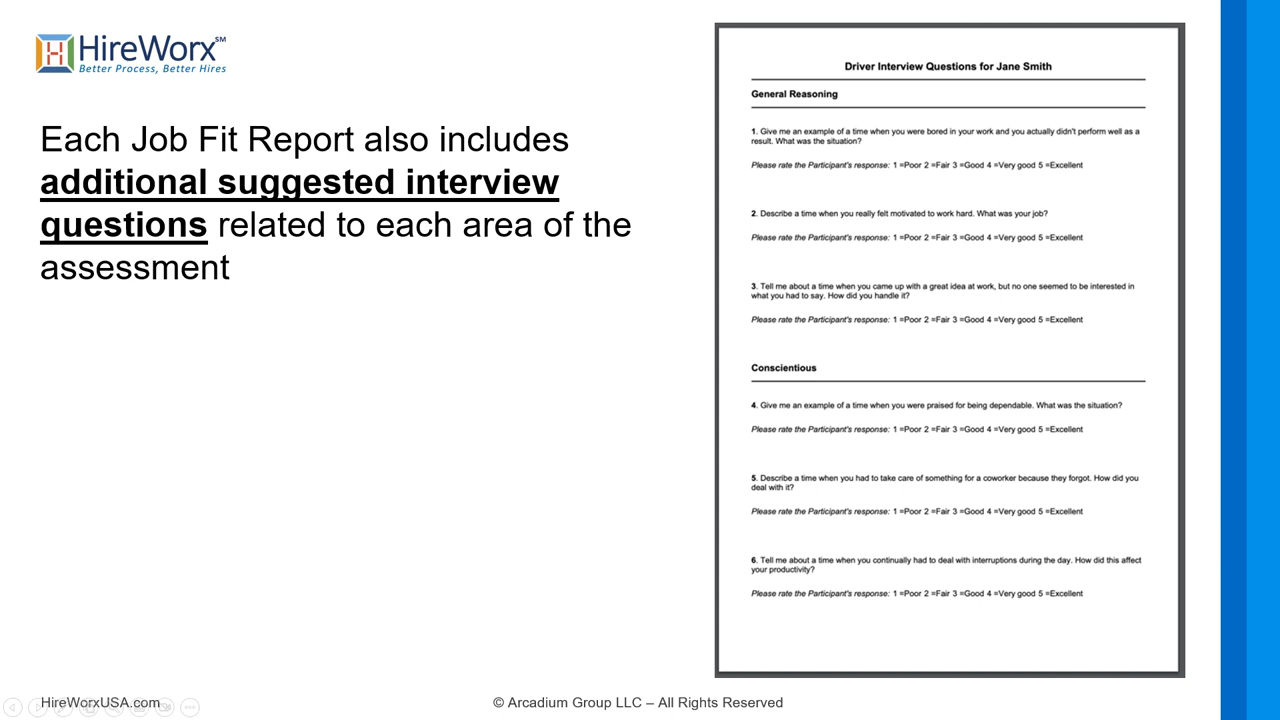 HireWorx℠
Better Process, Better Hires
Each Job Fit Report also includes
additional suggested interview
questions related to each area of the
assessment
Driver Interview Questions for Jane Smith
General Reasoning
1. Give me an example of a time when you were bored in your work and you actually didn't perform well as a
result. What was the situation?
Please rate the Participant's response: 1 =Poor 2 =Fair 3 =Good 4 =Very good 5 =Excellent
2. Describe a time when you really felt motivated to work hard. What was your job?
Please rate the Participant's response: 1 =Poor 2 =Fair 3 =Good 4 =Very good 5 =Excellent
3. Tell me about a time when you came up with a great idea at work, but no one seemed to be interested in
what you had to say. How did you handle it?
Please rate the Participant's response: 1 =Poor 2 =Fair 3 =Good 4 =Very good 5 =Excellent
Conscientious
4. Give me an example of a time when you were praised for being dependable. What was the situation?
Please rate the Participant's response: 1 =Poor 2 =Fair 3 =Good 4 =Very good 5 =Excellent
5. Describe a time when you had to take care of something for a coworker because they forgot. How did you
deal with it?
Please rate the Participant's response: 1 =Poor 2 =Fair 3 =Good 4 =Very good 5 =Excellent
6. Tell me about a time when you continually had to deal with interruptions during the day. How did this affect
your productivity?
Please rate the Participant's response: 1 =Poor 2 =Fair 3 =Good 4 =Very good 5 =Excellent
HireWorxUSA.com
© Arcadium Group LLC – All Rights Reserved